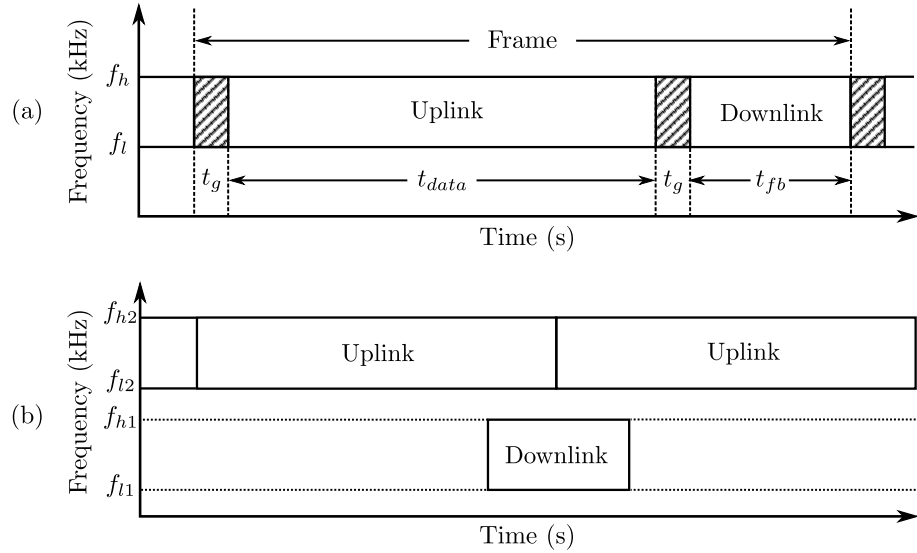 (a)
Frequency (kHz)
Frame
f_h
Uplink
Downlink
f_l
t_g
t_data
t_g
t_fb
Time (s)
(b)
Frequency (kHz)
f_h2
Uplink
Uplink
f_l2
f_h1
Downlink
f_l1
Time (s)